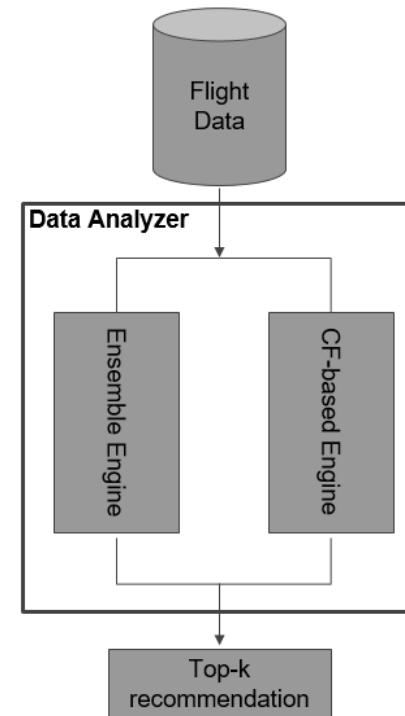 Flight
Data
Data Analyzer
Ensemble Engine
CF-based Engine
Top-k
recommendation